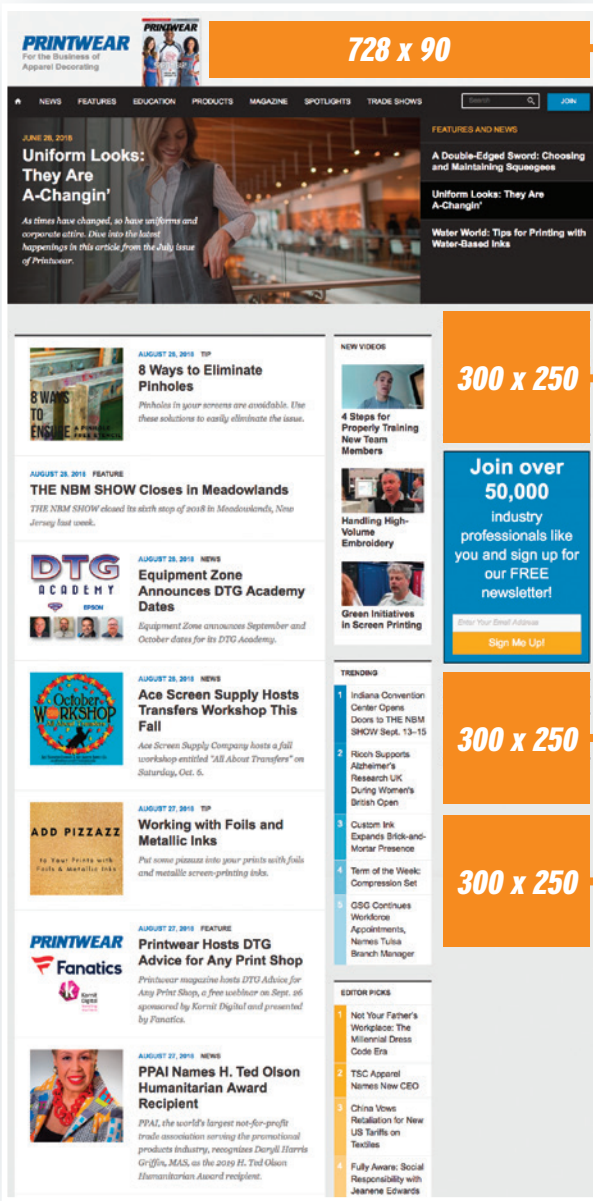 PRINTWEAR
For the Business of
Apparel Decorating
PRINTWEAR
728 x 90
NEWS FEATURES EDUCATION PRODUCTS MAGAZINE SPOTLIGHTS TRADE SHOWS Search JOIN
JUNE 28, 2018
Uniform Looks:
They Are
A-Changin'
As times have changed, so have uniforms and
corporate attire. Dive into the latest
happenings in this article from the July issue
of Printwear.
FEATURES AND NEWS
A Double-Edged Sword: Choosing
and Maintaining Squeegees
Uniform Looks: They Are
A-Changin'
Water World: Tips for Printing with
Water-Based Inks
8 WAYS
TO
ENSURE A PINHOLE-
FREE STENCIL
AUGUST 28, 2018 TIP
8 Ways to Eliminate
Pinholes
Pinholes in your screens are avoidable. Use
these solutions to easily eliminate the issue.
AUGUST 28, 2018 FEATURE
THE NBM SHOW Closes in Meadowlands
THE NBM SHOW closed its sixth stop of 2018 in Meadowlands, New
Jersey last week.
DTG
ACADEMY
EPSON
AUGUST 28, 2018 NEWS
Equipment Zone
Announces DTG Academy
Dates
Equipment Zone announces September and
October dates for its DTG Academy.
October
WORKSHOP
AUGUST 28, 2018 NEWS
Ace Screen Supply Hosts
Transfers Workshop This
Fall
Ace Screen Supply Company hosts a fall
workshop entitled "All About Transfers" on
Saturday, Oct. 6.
ADD PIZZAZZ
to Your Prints with
Foils & Metallic Inks
AUGUST 27, 2018 TIP
Working with Foils and
Metallic Inks
Put some pizzazz into your prints with foils
and metallic screen-printing inks.
PRINTWEAR
Fanatics
Kornit
Digital
AUGUST 27, 2018 FEATURE
Printwear Hosts DTG
Advice for Any Print Shop
Printwear magazine hosts DTG Advice for
Any Print Shop, a free webinar on Sept. 26
sponsored by Kornit Digital and presented
by Fanatics.
AUGUST 27, 2018 NEWS
PPAI Names H. Ted Olson
Humanitarian Award
Recipient
PPAI, the world's largest not-for-profit
trade association serving the promotional
products industry, recognizes Daryll Harris
Griffin, MAS, as the 2019 H. Ted Olson
Humanitarian Award recipient.
NEW VIDEOS
4 Steps for
Properly Training
New Team
Members
Handling High-
Volume
Embroidery
Green Initiatives
in Screen Printing
TRENDING
1 Indiana Convention
Center Opens
Doors to THE NBM
SHOW Sept. 13–15
2 Ricoh Supports
Alzheimer's
Research UK
During Women's
British Open
3 Custom Ink
Expands Brick-and-
Mortar Presence
4 Term of the Week:
Compression Set
5 GSG Continues
Workforce
Appointments,
Names Tulsa
Branch Manager
EDITOR PICKS
1 Not Your Father's
Workplace: The
Millennial Dress
Code Era
2 TSC Apparel
Names New CEO
3 China Vows
Retaliation for New
US Tariffs on
Textiles
4 Fully Aware: Social
Responsibility with
Jeanene Edwards
300 x 250
Join over
50,000
industry
professionals like
you and sign up for
our FREE
newsletter!
Enter Your Email Address
Sign Me Up!
300 x 250
300 x 250